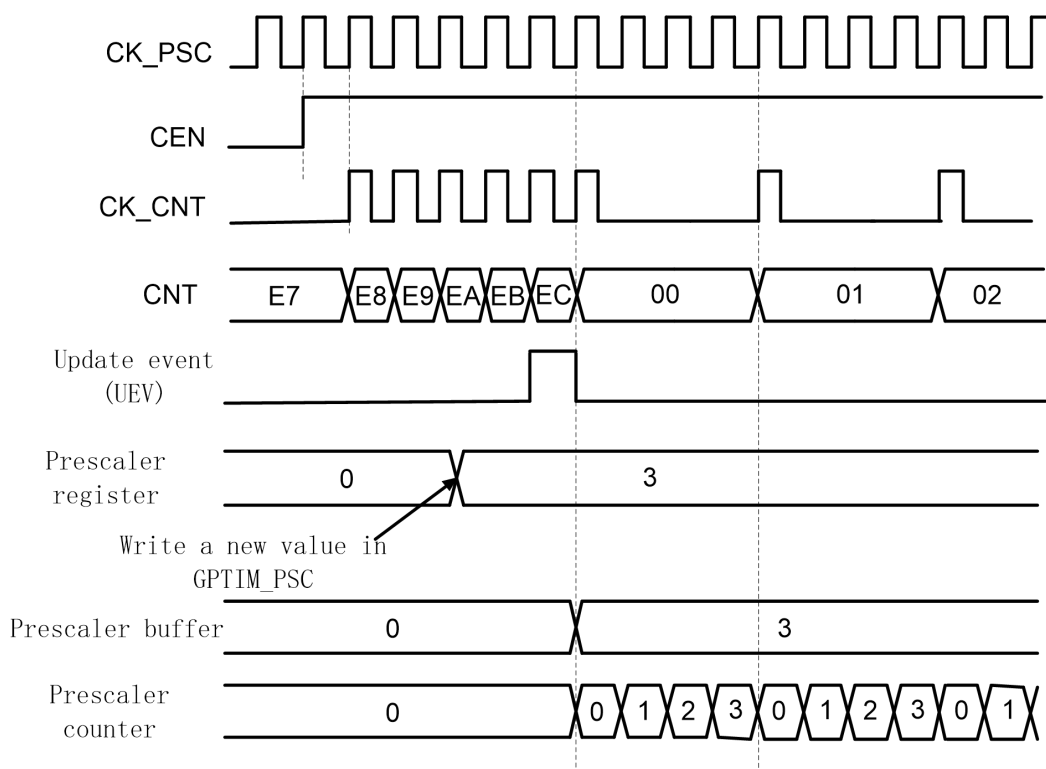 CK_PSC
CEN
CK_CNT
CNT
E7 E8 E9 EA EB EC 00 01 02
Update event
(UEV)
Prescaler
register
0 3
Write a new value in
GPTIM_PSC
Prescaler buffer
0 3
Prescaler
counter
0 0 1 2 3 0 1 2 3 0 1